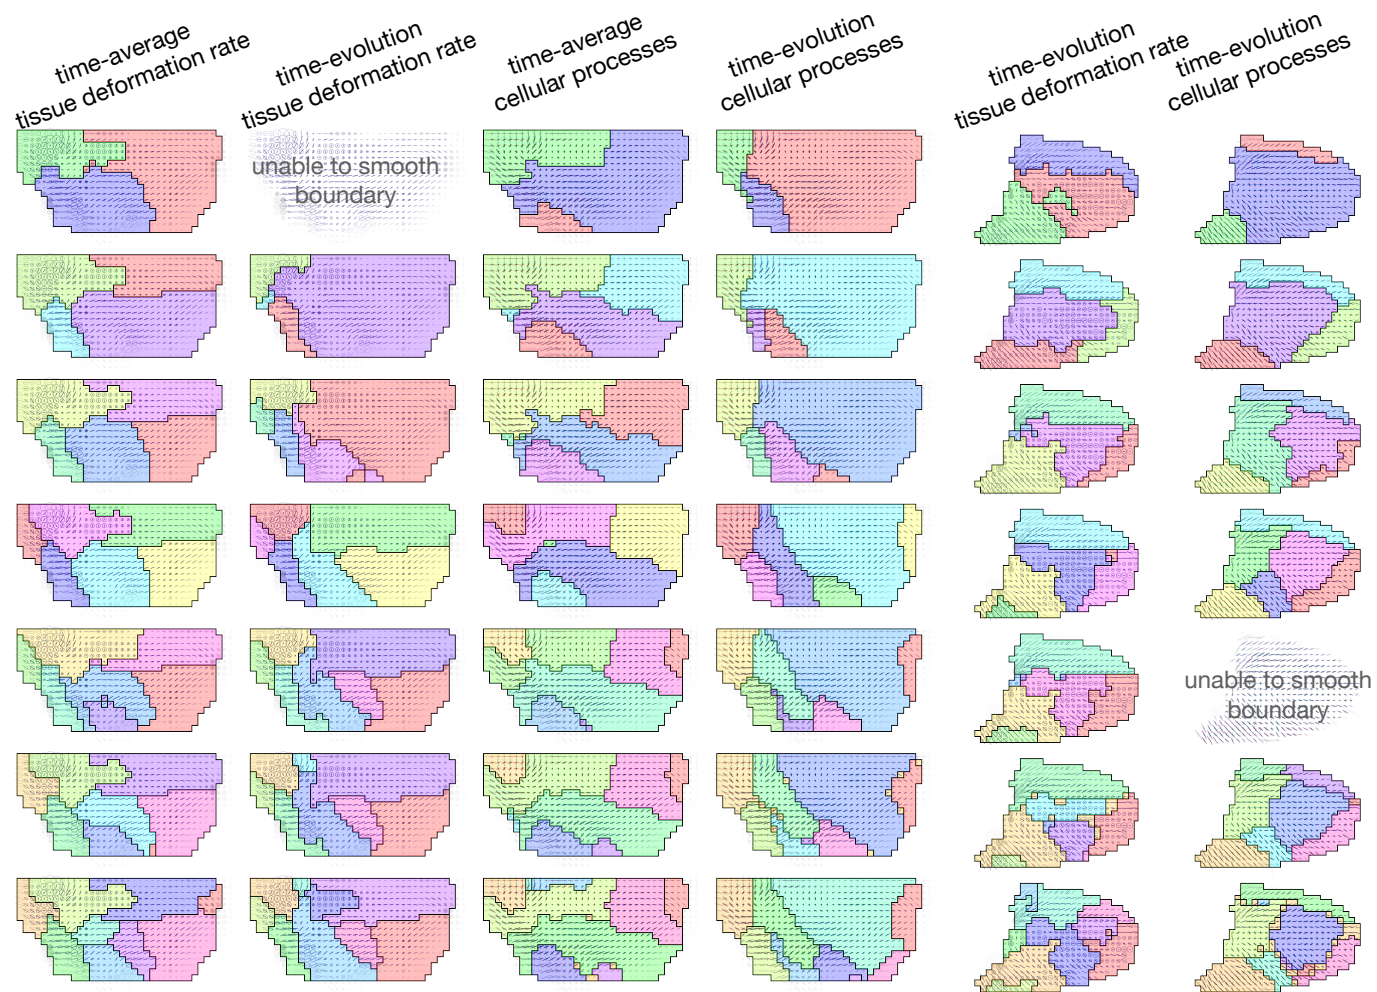 time-average
tissue deformation rate
time-evolution
tissue deformation rate
time-average
cellular processes
time-evolution
cellular processes
time-evolution
tissue deformation rate
time-evolution
cellular processes
unable to smooth
boundary
unable to smooth
boundary